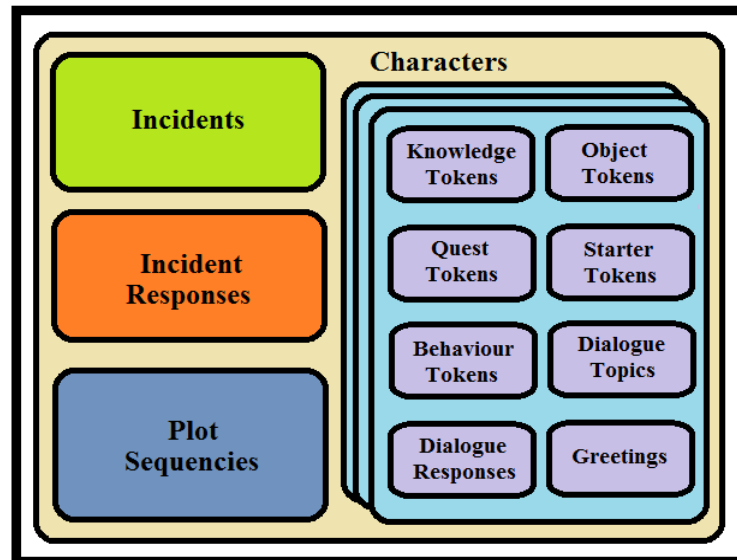 Incidents
Incident
Responses
Plot
Sequencies
Characters
Knowledge
Tokens
Object
Tokens
Quest
Tokens
Starter
Tokens
Behaviour
Tokens
Dialogue
Topics
Dialogue
Responses
Greetings